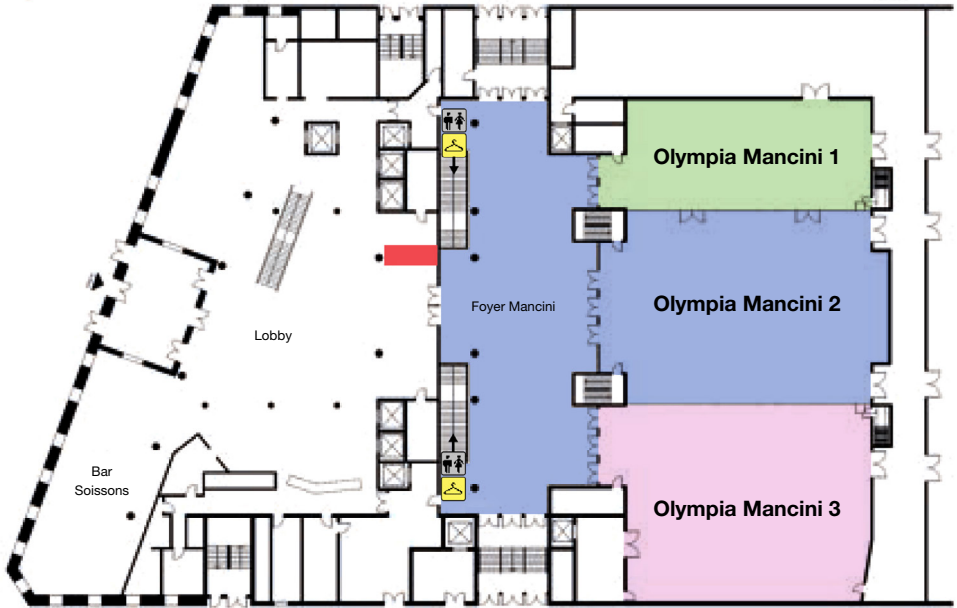 Olympia Mancini 1
Olympia Mancini 2
Foyer Mancini
Lobby
Bar
Soissons
Olympia Mancini 3